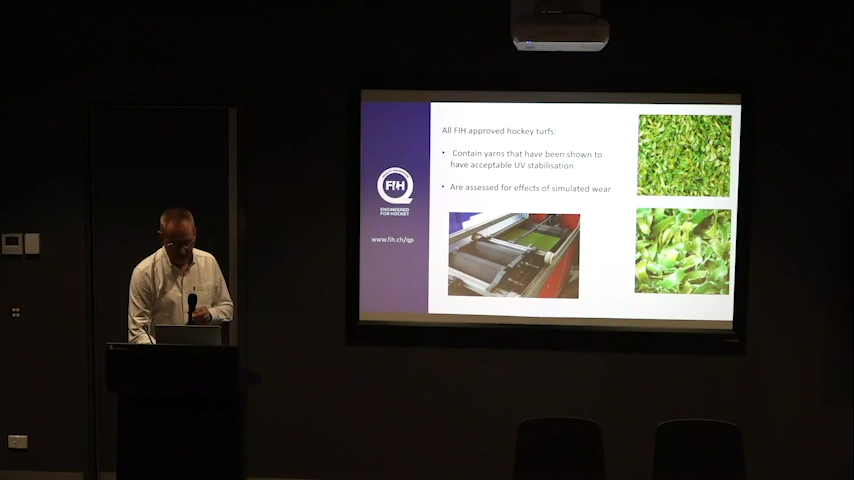 All FIH approved hockey turfs:
• Contain yarns that have been shown to
have acceptable UV stabilisation
• Are assessed for effects of simulated wear
FIH
ENGINEERED
FOR HOCKEY
www.fih.ch/qp